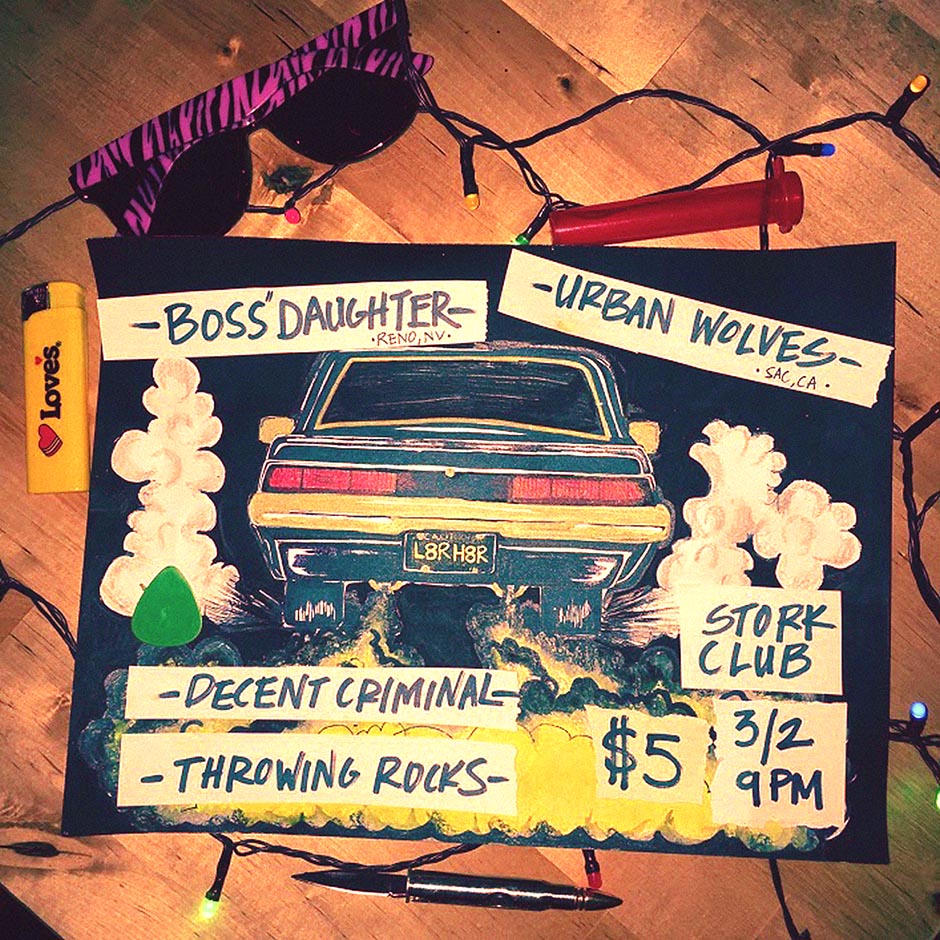 -BOSS" DAUGHTER-
·RENO, NV·
-URBAN WOLVES-
·SAC, CA·
Love's
L8R H8R
STORK
CLUB
-DECENT CRIMINAL-
-THROWING ROCKS-
$5
3/2
9PM